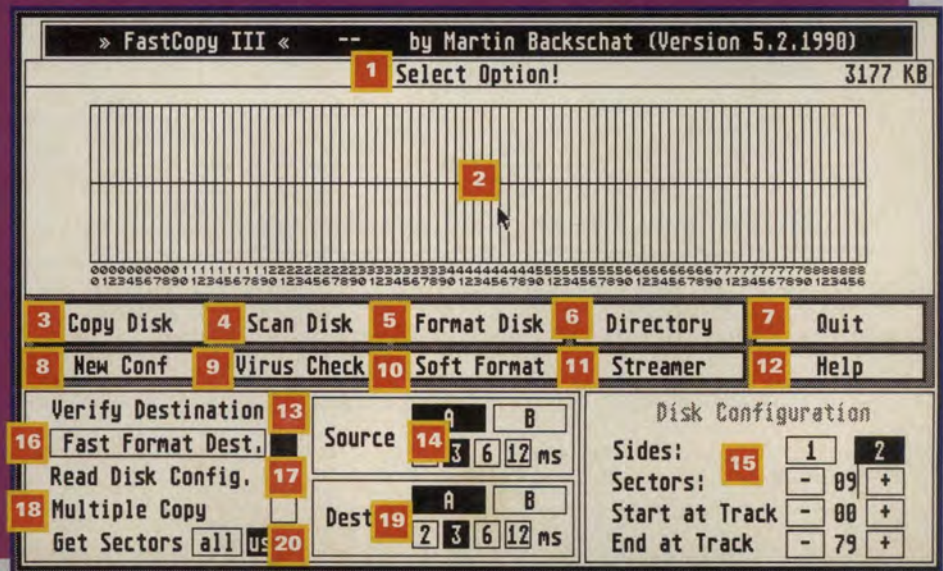 » FastCopy III « -- by Martin Backschat (Version 5.2.1990)
1 Select Option! 3177 KB
2
000000000011111111112222222222333333333344444444445555555555666666666677777777778888888
012345678901234567890123456789012345678901234567890123456789012345678901234567890123456
3 Copy Disk 4 Scan Disk 5 Format Disk 6 Directory 7 Quit
8 New Conf 9 Virus Check 10 Soft Format 11 Streamer 12 Help
Verify Destination 13
16 Fast Format Dest.
Read Disk Config. 17
18 Multiple Copy
Get Sectors all 20
Source 14 A B
3 6 12 ms
Dest 19 A B
2 3 6 12 ms
Disk Configuration
Sides: 15 1 2
Sectors: - 09 +
Start at Track - 00 +
End at Track - 79 +